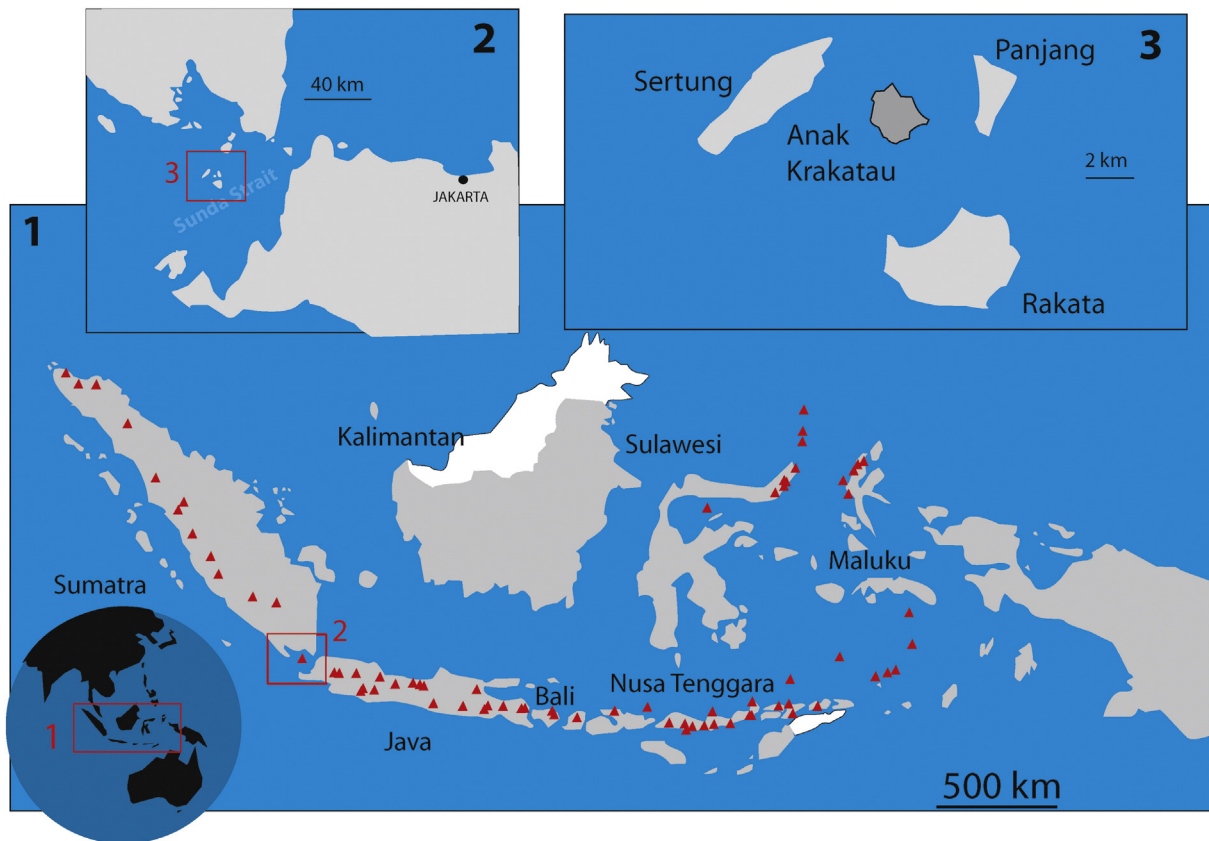 2
40 km
3
Sunda Strait
JAKARTA
3
Sertung
Panjang
Anak
Krakatau
2 km
Rakata
1
Kalimantan
Sulawesi
Maluku
Sumatra
2
Nusa Tenggara
Bali
Java
1
500 km